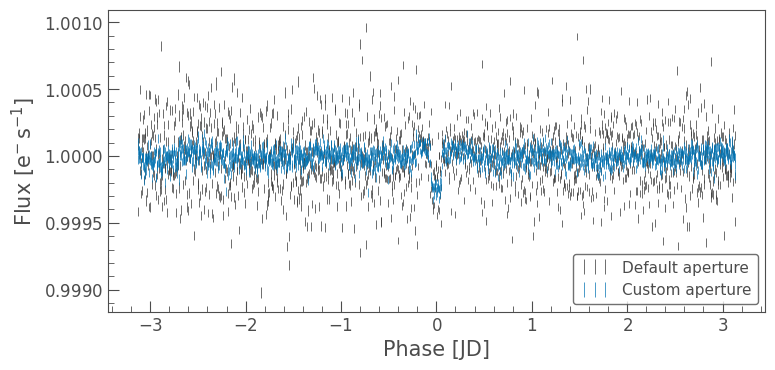 1.0010
1.0005
1.0000
0.9995
0.9990
Flux [e⁻ s⁻¹]
Default aperture
Custom aperture
−3 −2 −1 0 1 2 3
Phase [JD]